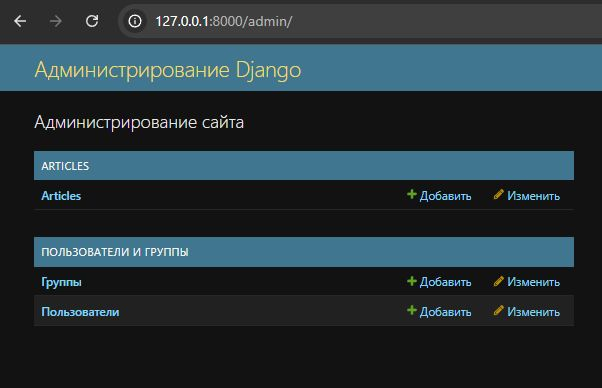 127.0.0.1:8000/admin/
Администрирование Django
Администрирование сайта
ARTICLES
Articles Добавить Изменить
ПОЛЬЗОВАТЕЛИ И ГРУППЫ
Группы Добавить Изменить
Пользователи Добавить Изменить